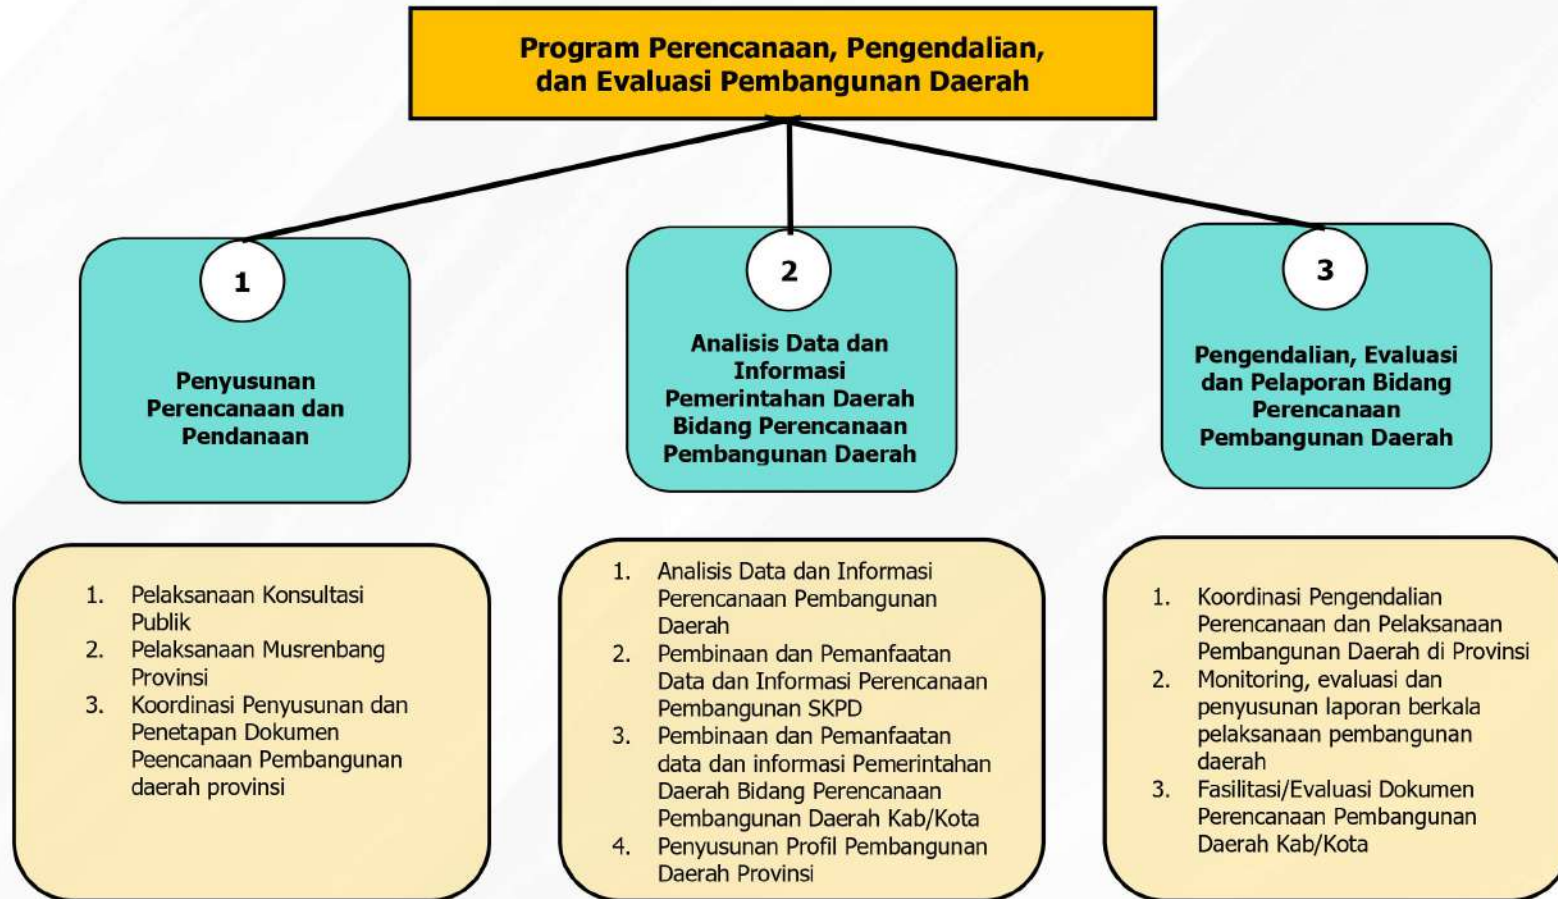 Program Perencanaan, Pengendalian,
dan Evaluasi Pembangunan Daerah
1
Penyusunan
Perencanaan dan
Pendanaan
2
Analisis Data dan
Informasi
Pemerintahan Daerah
Bidang Perencanaan
Pembangunan Daerah
3
Pengendalian, Evaluasi
dan Pelaporan Bidang
Perencanaan
Pembangunan Daerah
1. Pelaksanaan Konsultasi
Publik
2. Pelaksanaan Musrenbang
Provinsi
3. Koordinasi Penyusunan dan
Penetapan Dokumen
Peencanaan Pembangunan
daerah provinsi
1. Analisis Data dan Informasi
Perencanaan Pembangunan
Daerah
2. Pembinaan dan Pemanfaatan
Data dan Informasi Perencanaan
Pembangunan SKPD
3. Pembinaan dan Pemanfaatan
data dan informasi Pemerintahan
Daerah Bidang Perencanaan
Pembangunan Daerah Kab/Kota
4. Penyusunan Profil Pembangunan
Daerah Provinsi
1. Koordinasi Pengendalian
Perencanaan dan Pelaksanaan
Pembangunan Daerah di Provinsi
2. Monitoring, evaluasi dan
penyusunan laporan berkala
pelaksanaan pembangunan
daerah
3. Fasilitasi/Evaluasi Dokumen
Perencanaan Pembangunan
Daerah Kab/Kota